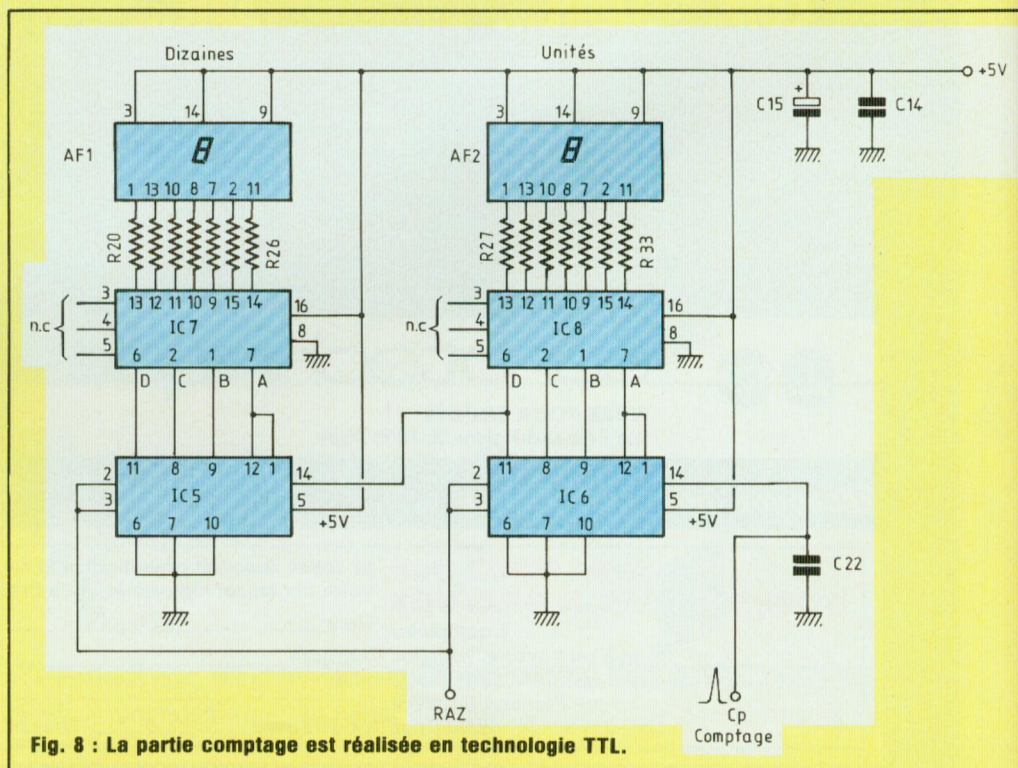 Dizaines Unités
+5V
3 14 9 3 14 9
C15 + C14
AF1 8 AF2 8
1 13 10 8 7 2 11 1 13 10 8 7 2 11
R20 R26 R27 R33
n.c 3 13 12 11 10 9 15 14 16 n.c 3 13 12 11 10 9 15 14 16
4 IC7 8 4 IC8 8
5 6 2 1 7 5 6 2 1 7
D C B A D C B A
11 8 9 12 1 11 8 9 12 1
2 14 2 14
3 IC5 5 3 IC6 5
6 7 10 +5V 6 7 10 +5V
C22
RAZ Cp
Comptage
Fig. 8 : La partie comptage est réalisée en technologie TTL.